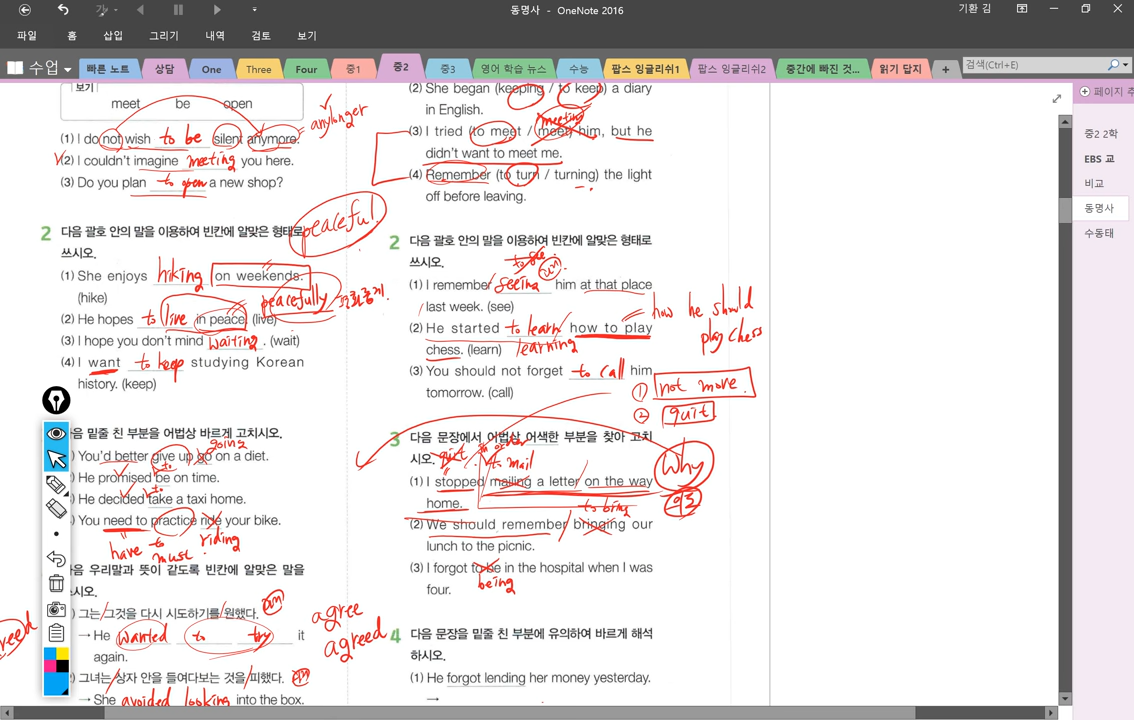 동명사 - OneNote 2016
기환 김
파일 홈 삽입 그리기 내역 검토 보기
수업 빠른 노트 상담 One Three Four 중1 중2 중3 영어 학습 뉴스 수능 팝스 잉글리쉬1 팝스 잉글리쉬2 중간에 빠진 것... 읽기 답지 + 검색(Ctrl+E)
페이지 추
중2 2학
EBS 교
비교
동명사
수동태
보기
meet be open
anylonger
(1) I do not wish to be silent anymore.
(2) I couldn't imagine meeting you here.
(3) Do you plan to open a new shop?
peaceful
2 다음 괄호 안의 말을 이용하여 빈칸에 알맞은 형태로
쓰시오.
(1) She enjoys hiking on weekends.
(hike)
peacefully 평화롭게
(2) He hopes to live in peace. (live)
(3) I hope you don't mind waiting. (wait)
(4) I want to keep studying Korean
history. (keep)
음 밑줄 친 부분을 어법상 바르게 고치시오.
going
) You'd better give up go on a diet.
to
) He promised be on time.
to
) He decided take a taxi home.
) You need to practice ride your bike.
have to
must
riding
음 우리말과 뜻이 같도록 빈칸에 알맞은 말을
시오.
) 그는 그것을 다시 시도하기를 원했다.
→ He wanted to try it
again.
agree
agreed
) 그녀는 상자 안을 들여다보는 것을 피했다.
→ She avoided looking into the box.
(2) She began (keeping / to keep) a diary
in English.
meeting
(3) I tried (to meet / meet) him, but he
didn't want to meet me.
(4) Remember (to turn / turning) the light
off before leaving.
2 다음 괄호 안의 말을 이용하여 빈칸에 알맞은 형태로
쓰시오.
to see
(1) I remember seeing him at that place
last week. (see)
(2) He started to learn how to play
chess. (learn) learning
how he should
play chess
(3) You should not forget to call him
tomorrow. (call)
① not move.
② quit
3 다음 문장에서 어법상 어색한 부분을 찾아 고치
시오.
quit
in order
to mail
Why
(1) I stopped mailing a letter on the way
home.
to bring
(2) We should remember bringing our
lunch to the picnic.
(3) I forgot to be in the hospital when I was
four.
being
4 다음 문장을 밑줄 친 부분에 유의하여 바르게 해석
하시오.
(1) He forgot lending her money yesterday.
→